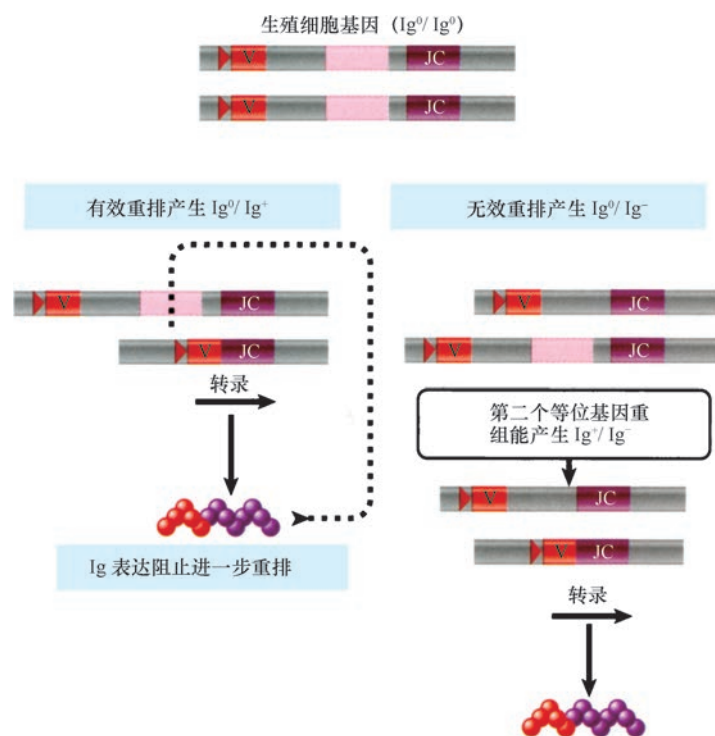 生殖细胞基因（Ig⁰/ Ig⁰）
V JC
V JC
有效重排产生 Ig⁰/ Ig⁺
无效重排产生 Ig⁰/ Ig⁻
V JC
V JC
转录
Ig 表达阻止进一步重排
V JC
V JC
第二个等位基因重
组能产生 Ig⁺/ Ig⁻
V JC
V JC
转录